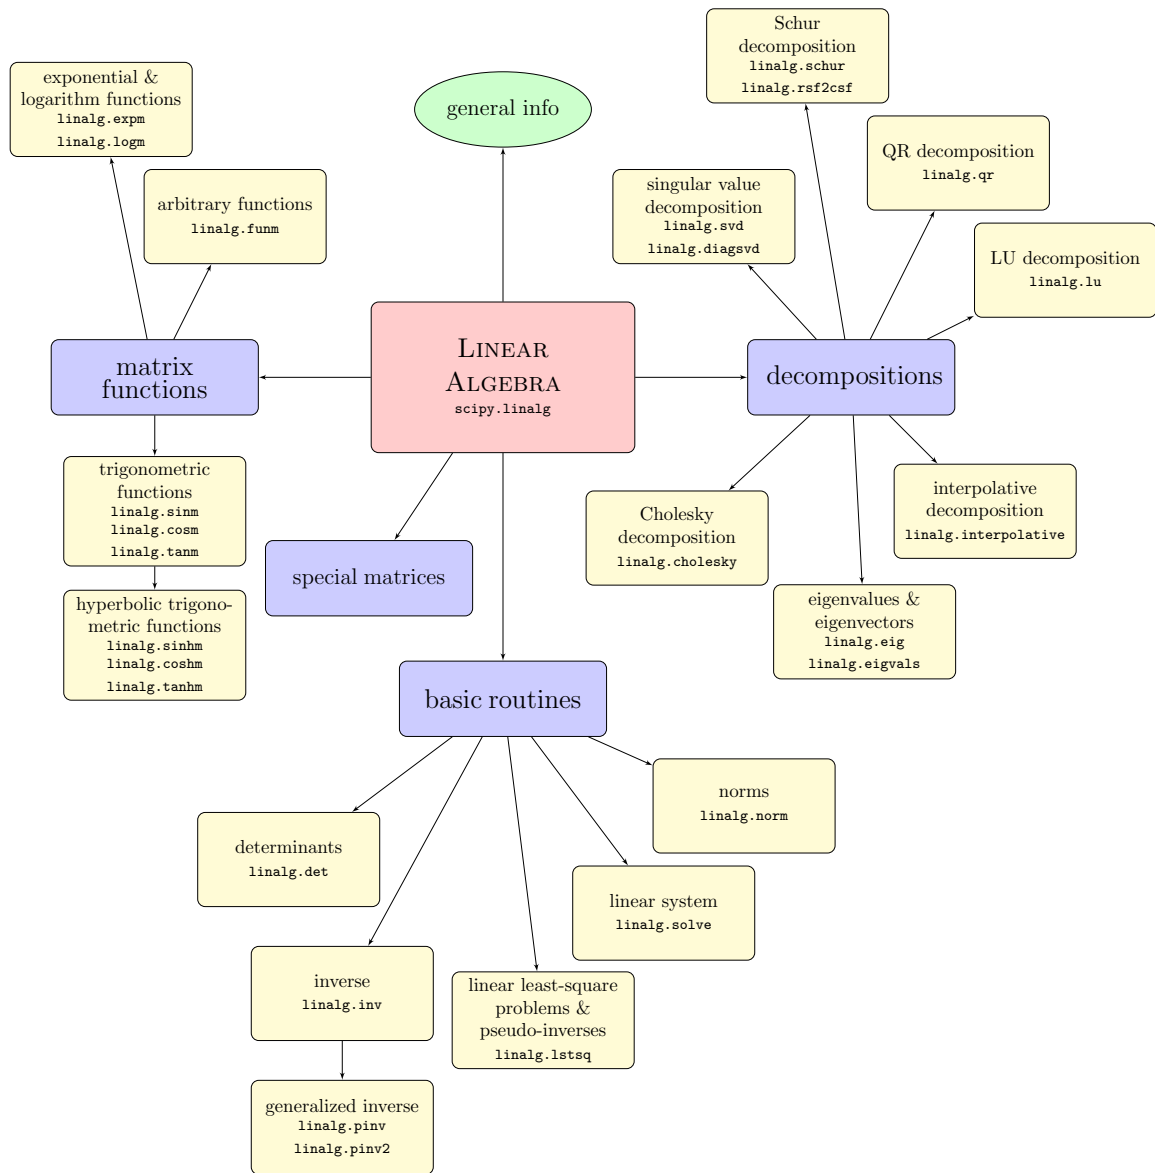 Schur
decomposition
linalg.schur
linalg.rsf2csf
exponential &
logarithm functions
linalg.expm
linalg.logm
general info
QR decomposition
linalg.qr
arbitrary functions
linalg.funm
singular value
decomposition
linalg.svd
linalg.diagsvd
LU decomposition
linalg.lu
matrix
functions
LINEAR
ALGEBRA
scipy.linalg
decompositions
trigonometric
functions
linalg.sinm
linalg.cosm
linalg.tanm
hyperbolic trigono-
metric functions
linalg.sinhm
linalg.coshm
linalg.tanhm
special matrices
Cholesky
decomposition
linalg.cholesky
interpolative
decomposition
linalg.interpolative
eigenvalues &
eigenvectors
linalg.eig
linalg.eigvals
basic routines
norms
linalg.norm
determinants
linalg.det
linear system
linalg.solve
inverse
linalg.inv
linear least-square
problems &
pseudo-inverses
linalg.lstsq
generalized inverse
linalg.pinv
linalg.pinv2